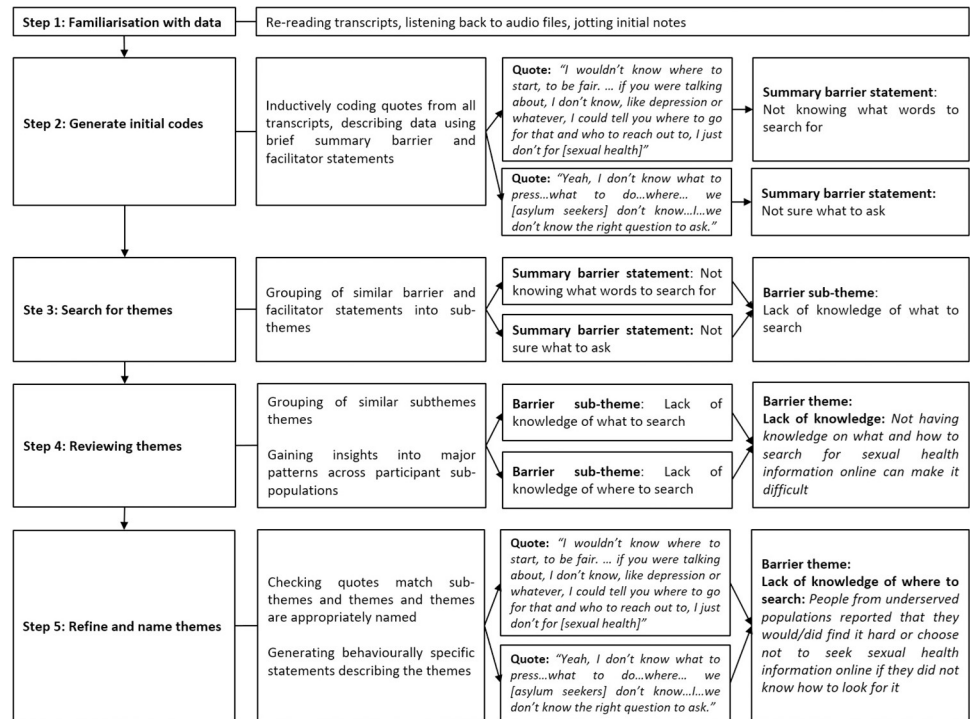 Step 1: Familiarisation with data
Re-reading transcripts, listening back to audio files, jotting initial notes
Step 2: Generate initial codes
Inductively coding quotes from all
transcripts, describing data using
brief summary barrier and
facilitator statements
Quote: “I wouldn’t know where to
start, to be fair. … if you were talking
about, I don’t know, like depression or
whatever, I could tell you where to go
for that and who to reach out to, I just
don’t for [sexual health]”
Summary barrier statement:
Not knowing what words to
search for
Quote: “Yeah, I don’t know what to
press…what to do…where… we
[asylum seekers] don’t know…I…we
don’t know the right question to ask.”
Summary barrier statement:
Not sure what to ask
Ste 3: Search for themes
Grouping of similar barrier and
facilitator statements into sub-
themes
Summary barrier statement: Not
knowing what words to search for
Summary barrier statement: Not
sure what to ask
Barrier sub-theme:
Lack of knowledge of what to
search
Step 4: Reviewing themes
Grouping of similar subthemes
themes
Gaining insights into major
patterns across participant sub-
populations
Barrier sub-theme: Lack of
knowledge of what to search
Barrier sub-theme: Lack of
knowledge of where to search
Barrier theme:
Lack of knowledge: Not having
knowledge on what and how to
search for sexual health
information online can make it
difficult
Step 5: Refine and name themes
Checking quotes match sub-
themes and themes and themes
are appropriately named
Generating behaviourally specific
statements describing the themes
Quote: “I wouldn’t know where to
start, to be fair. … if you were talking
about, I don’t know, like depression or
whatever, I could tell you where to go
for that and who to reach out to, I just
don’t for [sexual health]”
Quote: “Yeah, I don’t know what to
press…what to do…where… we
[asylum seekers] don’t know…I…we
don’t know the right question to ask.”
Barrier theme:
Lack of knowledge of where to
search: People from underserved
populations reported that they
would/did find it hard or choose
not to seek sexual health
information online if they did not
know how to look for it